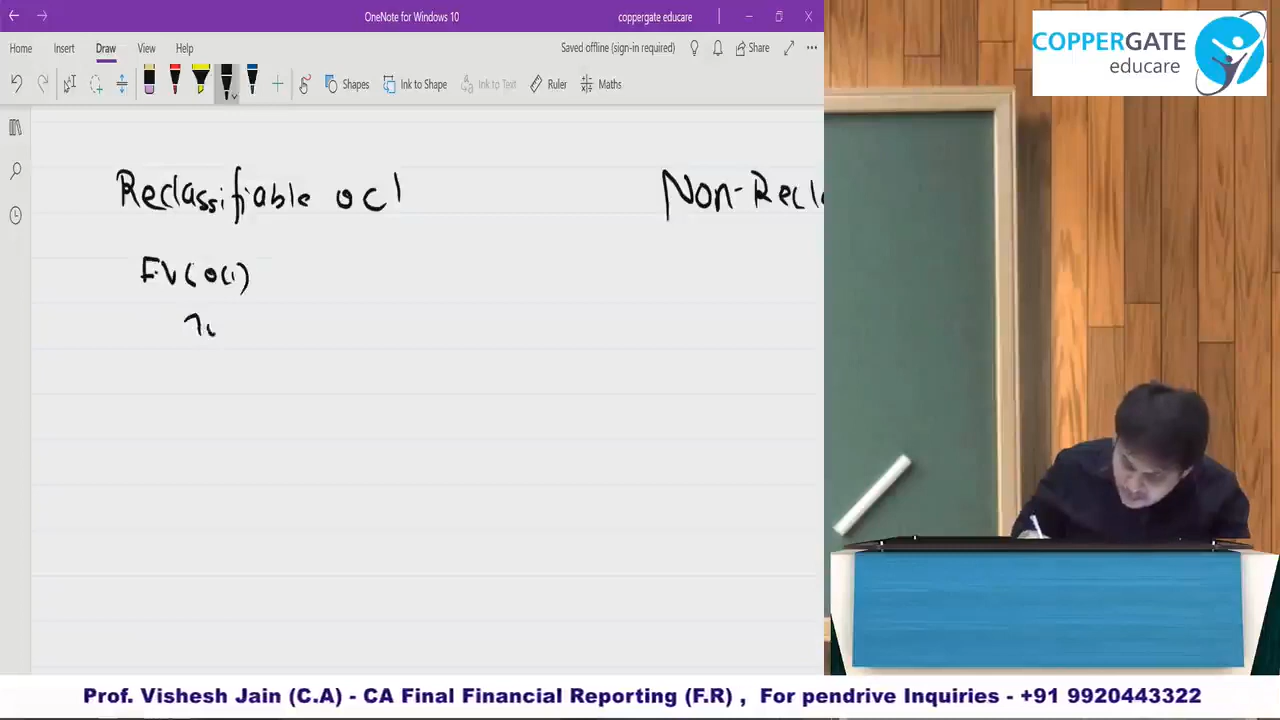 OneNote for Windows 10
coppergate educare
Home Insert Draw View Help
Saved offline (sign-in required)
Share
Shapes
Ink to Shape
Ink to Text
Ruler
Maths
COPPERGATE
educare
Reclassifiable OCI
Non-Recl
FV(OCI)
Prof. Vishesh Jain (C.A) - CA Final Financial Reporting (F.R) , For pendrive Inquiries - +91 9920443322